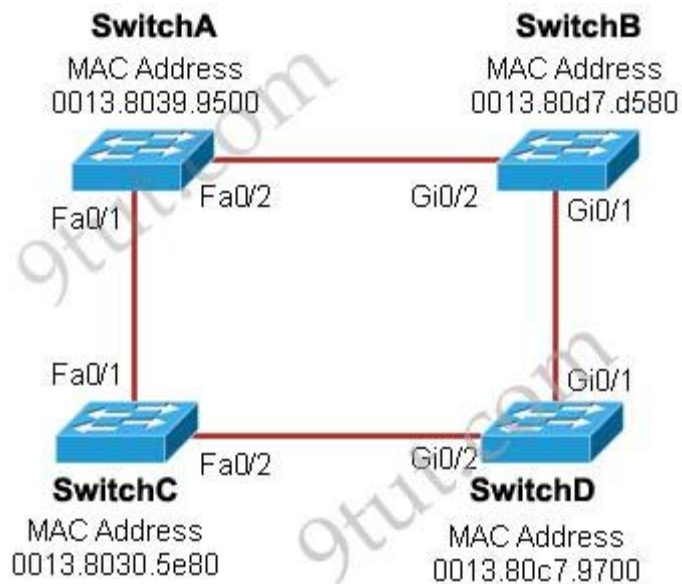 SwitchA
MAC Address
0013.8039.9500
SwitchB
MAC Address
0013.80d7.d580
Fa0/1
Fa0/2
Gi0/2
Gi0/1
9tut.com
Fa0/1
Fa0/2
Gi0/2
Gi0/1
SwitchC
MAC Address
0013.8030.5e80
SwitchD
MAC Address
0013.80c7.9700
9tut.com